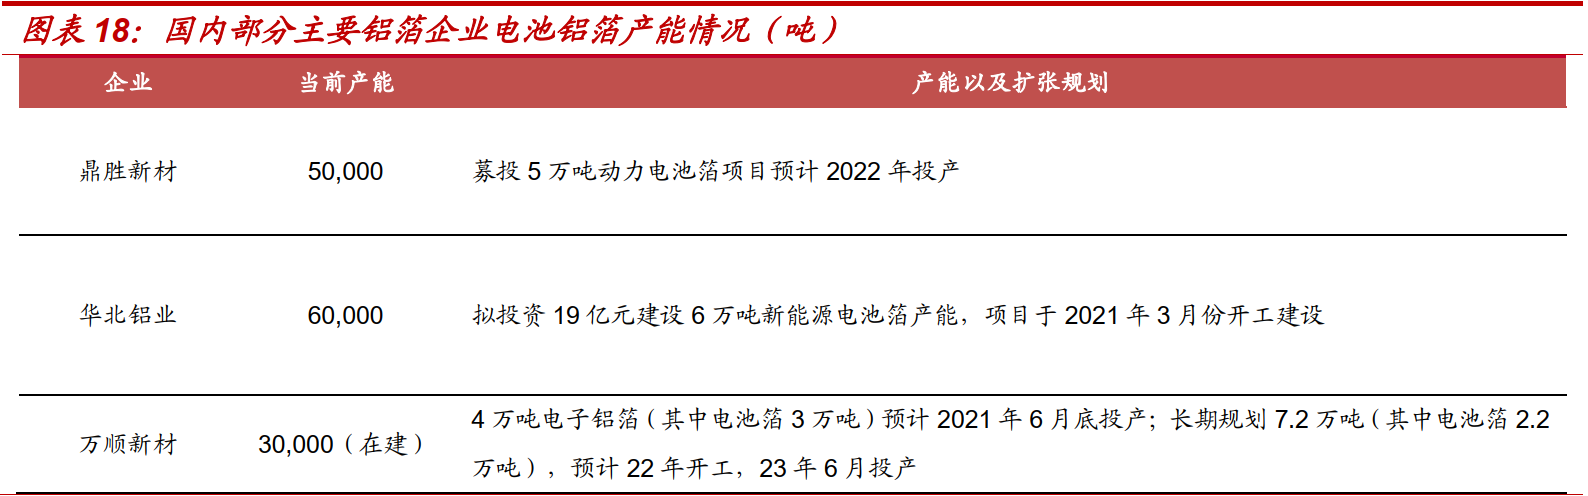 图表 18：国内部分主要铝箔企业电池铝箔产能情况（吨）
企业 当前产能 产能以及扩张规划
鼎胜新材 50,000 募投 5 万吨动力电池箔项目预计 2022 年投产
华北铝业 60,000 拟投资 19 亿元建设 6 万吨新能源电池箔产能，项目于 2021 年 3 月份开工建设
万顺新材 30,000（在建） 4 万吨电子铝箔（其中电池箔 3 万吨）预计 2021 年 6 月底投产；长期规划 7.2 万吨（其中电池箔 2.2
万吨），预计 22 年开工，23 年 6 月投产